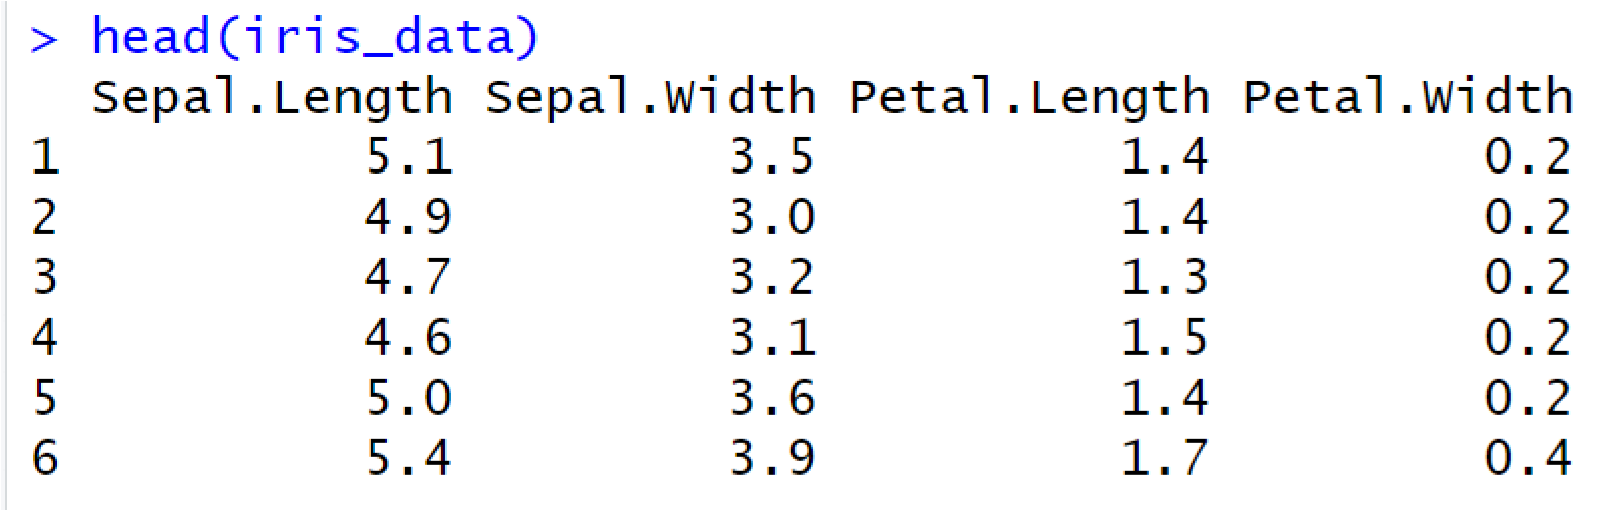 > head(iris_data)
Sepal.Length Sepal.Width Petal.Length Petal.Width
1 5.1 3.5 1.4 0.2
2 4.9 3.0 1.4 0.2
3 4.7 3.2 1.3 0.2
4 4.6 3.1 1.5 0.2
5 5.0 3.6 1.4 0.2
6 5.4 3.9 1.7 0.4